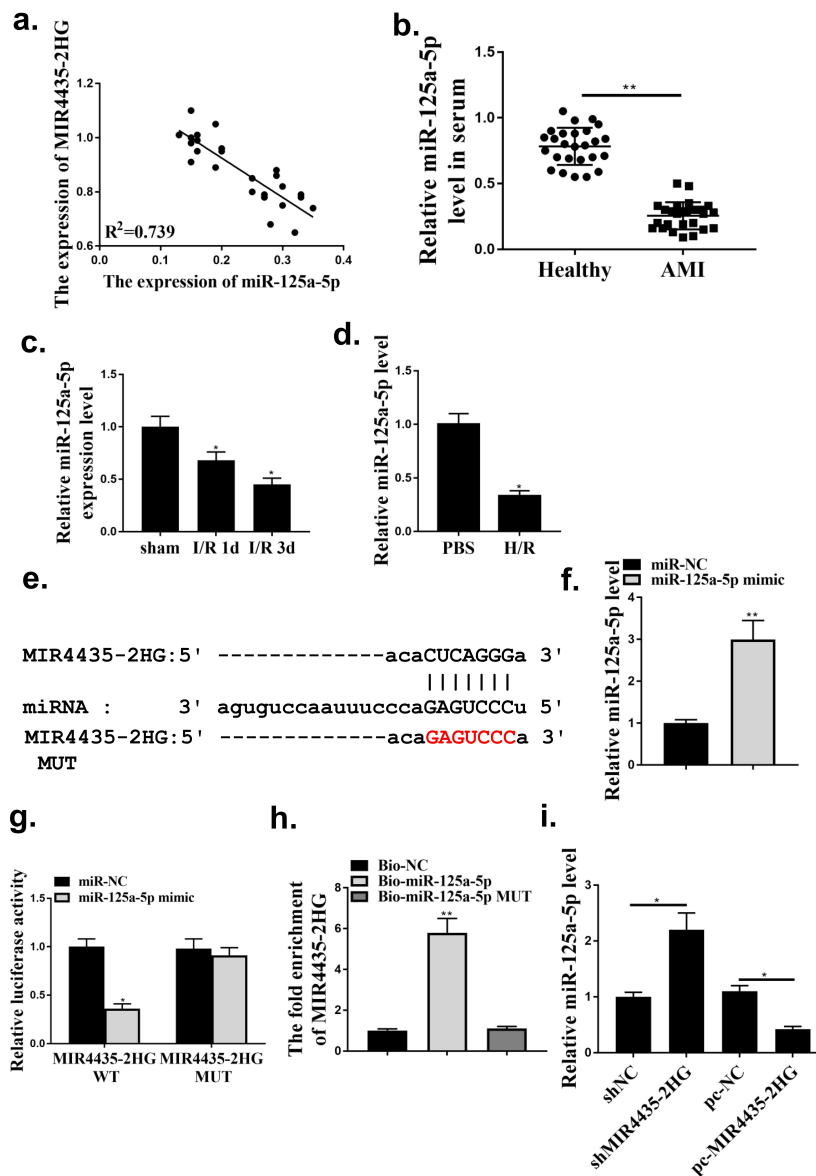 a.
The expression of MIR4435-2HG
1.2
1.0
0.8
0.6
R2=0.739
0.0 0.1 0.2 0.3 0.4
The expression of miR-125a-5p
b.
Relative miR-125a-5p
level in serum
1.5
1.0
0.5
0.0
**
Healthy AMI
c.
Relative miR-125a-5p
expression level
1.5
1.0
0.5
0.0
*
*
sham I/R 1d I/R 3d
d.
Relative miR-125a-5p level
1.5
1.0
0.5
0.0
*
PBS H/R
e.
MIR4435-2HG:5' -------------acaCUCAGGGa 3'
|||||||
miRNA : 3' aguguccaauuucccaGAGUCCCu 5'
MIR4435-2HG:5' -------------acaGAGUCCCa 3'
MUT
f.
miR-NC
miR-125a-5p mimic
Relative miR-125a-5p level
4
3
2
1
0
**
g.
miR-NC
miR-125a-5p mimic
Relative luciferase activity
1.5
1.0
0.5
0.0
*
MIR4435-2HG MIR4435-2HG
WT MUT
h.
Bio-NC
Bio-miR-125a-5p
Bio-miR-125a-5p MUT
The fold enrichment
of MIR4435-2HG
8
6
4
2
0
**
i.
Relative miR-125a-5p level
3
2
1
0
*
*
shNC
shMIR4435-2HG
pc-NC
pc-MIR4435-2HG